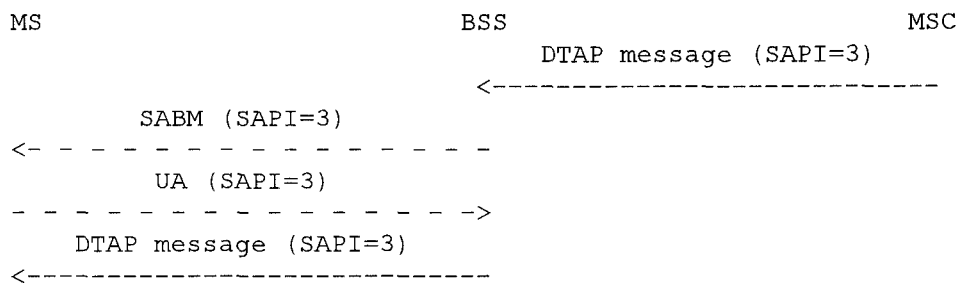 MS BSS MSC
DTAP message (SAPI=3)
<----------------------------
SABM (SAPI=3)
<- - - - - - - - - - - - - - -
UA (SAPI=3)
- - - - - - - - - - - - - - ->
DTAP message (SAPI=3)
<-----------------------------